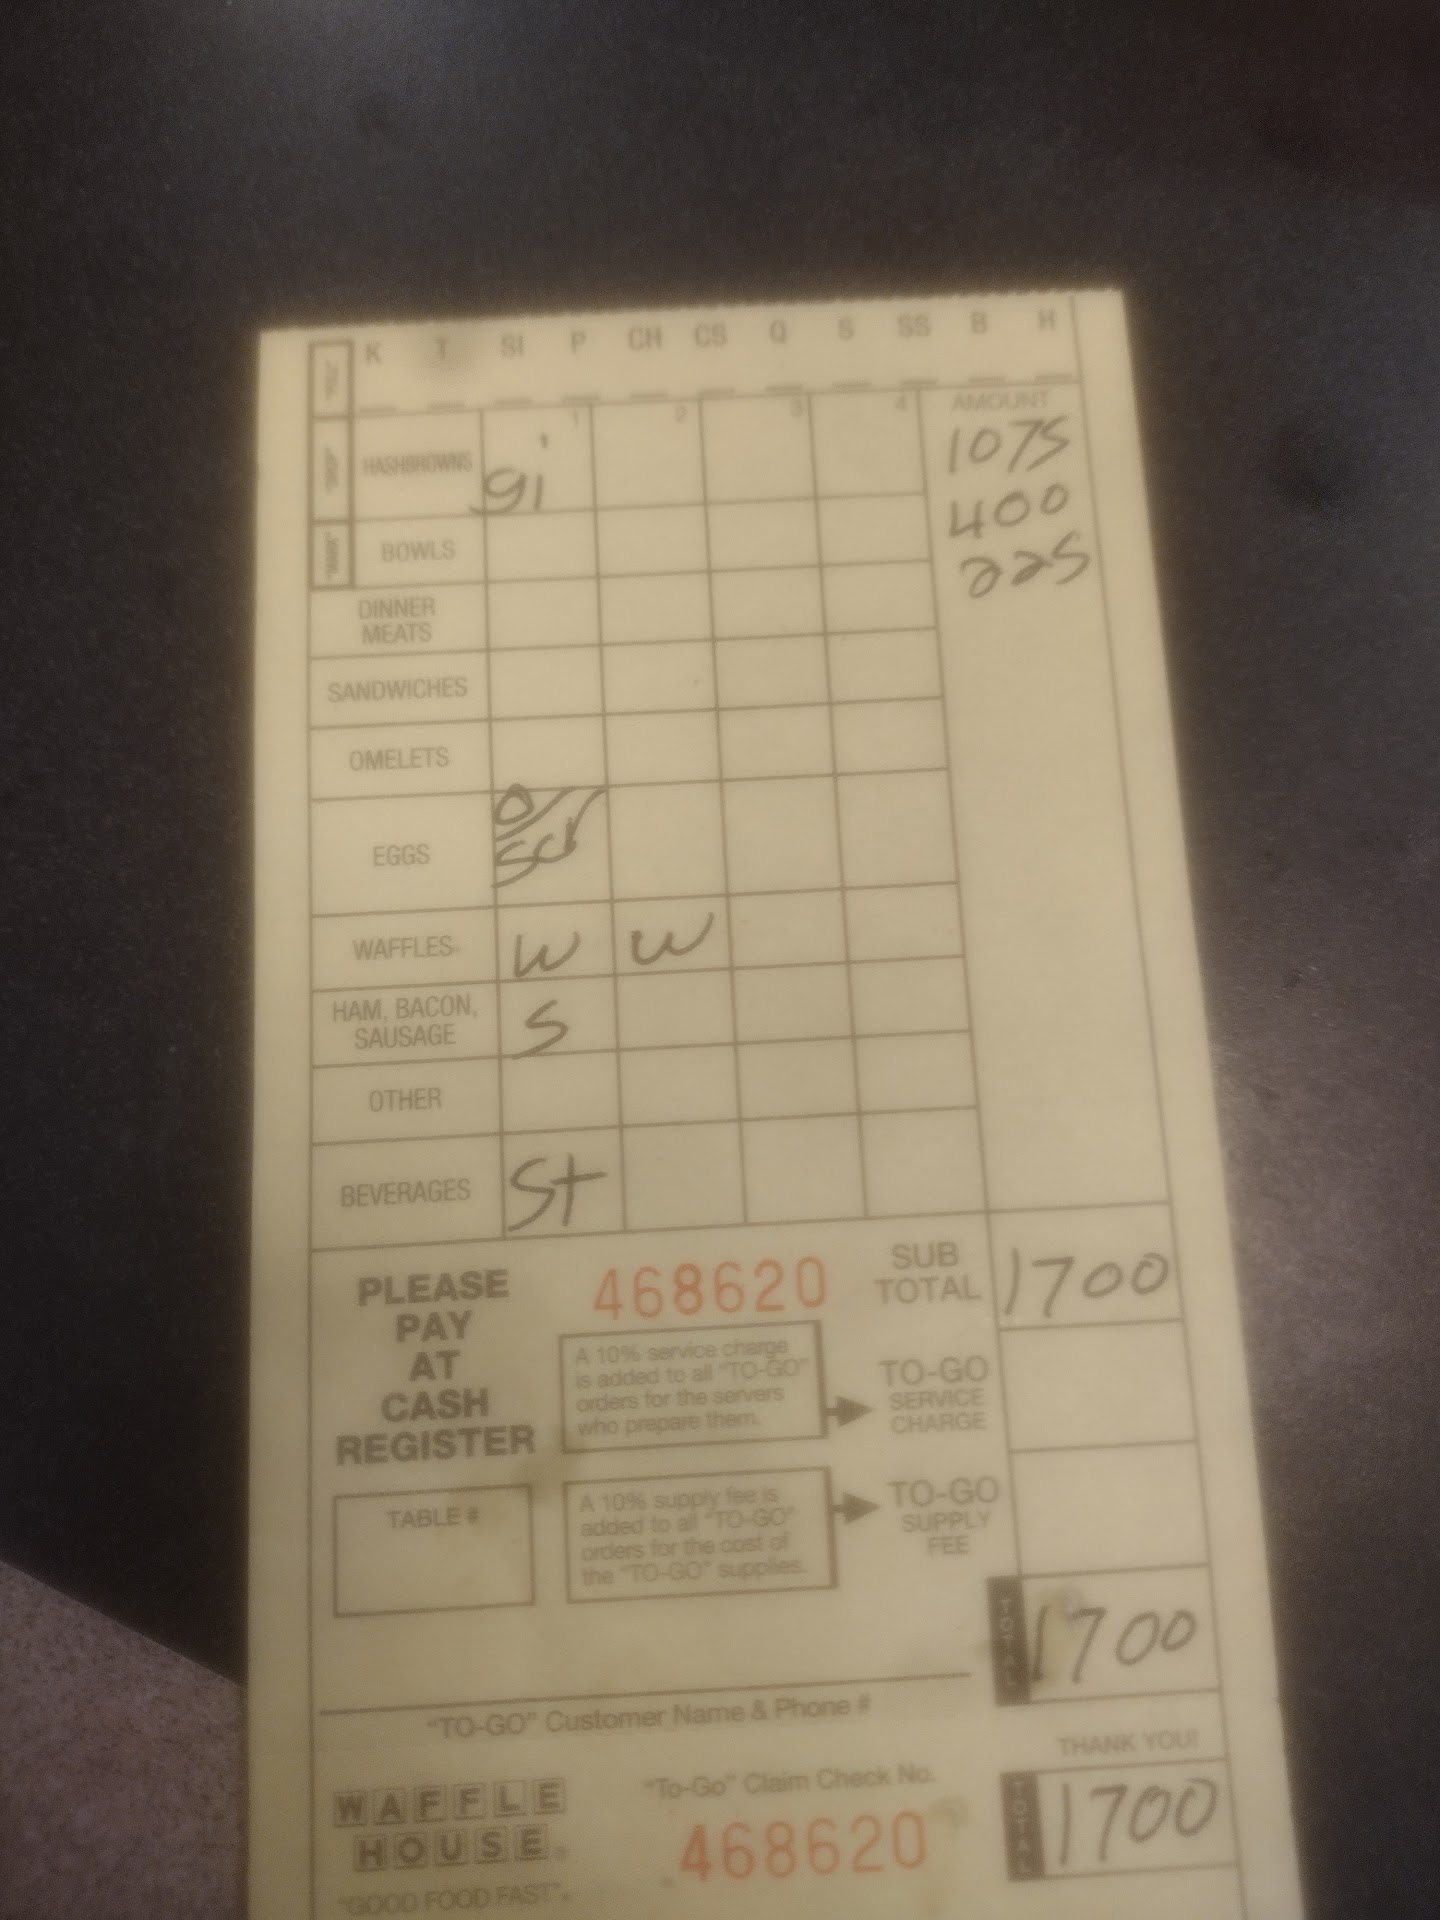 K T SI P CH CS Q S SS B H
1 2 3 4 AMOUNT
HASHBROWNS gi 1075
400
BOWLS 225
DINNER
MEATS
SANDWICHES
OMELETS
O/
EGGS scr
WAFFLES W W
HAM, BACON,
SAUSAGE S
OTHER
BEVERAGES St
PLEASE
PAY
AT
CASH
REGISTER
468620
SUB
TOTAL 1700
A 10% service charge
is added to all "TO-GO"
orders for the servers
who prepare them.
TO-GO
SERVICE
CHARGE
TABLE #
A 10% supply fee is
added to all "TO-GO"
orders for the cost of
the "TO-GO" supplies.
TO-GO
SUPPLY
FEE
TOTAL 1700
"TO-GO" Customer Name & Phone #
THANK YOU!
WAFFLE
HOUSE®
"GOOD FOOD FAST"®
"To-Go" Claim Check No.
468620
TOTAL 1700